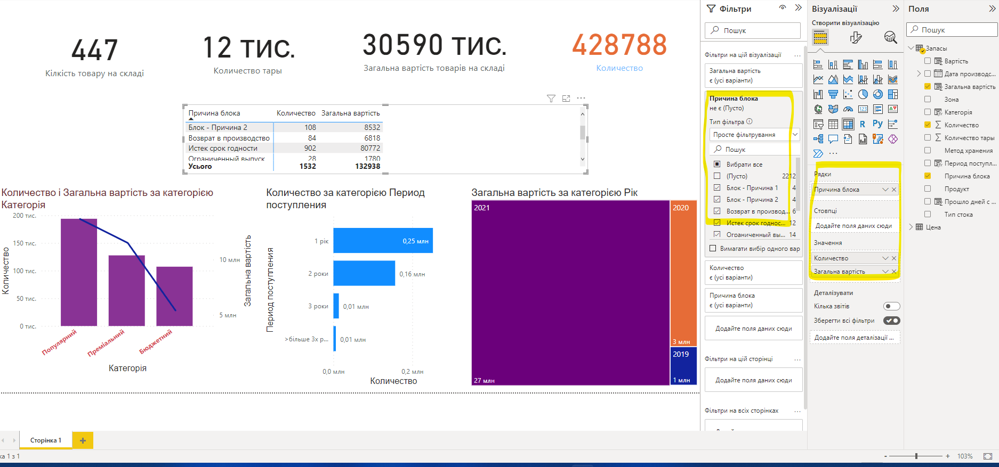 447
Кілкість товару на складі
12 тис.
Количество тары
30590 тис.
Загальна вартість товарів на складі
428788
Количество
Причина блока Количество Загальна вартість
Блок - Причина 2 108 8532
Возврат в производство 84 6818
Истек срок годности 902 80772
Ограниченный выпуск 28 1780
Усього 1532 132938
Количество і Загальна вартість за категорією
Категорія
200 тис.
150 тис.
100 тис.
50 тис.
0 тис.
Количество
10 млн
5 млн
Загальна вартість
Популярний
Преміальний
Бюджетний
Категорія
Количество за категорією Период
поступления
Период поступления
1 рік 0,25 млн
2 роки 0,16 млн
3 роки 0,01 млн
>більше 3х р... 0,01 млн
0,0 млн 0,2 млн
Количество
Загальна вартість за категорією Рік
2021
27 млн
2020
3 млн
2019
1 млн
Сторінка 1
ка 1 з 1
103%
Фільтри
Пошук
Фільтри на цій візуалізації ...
Загальна вартість
є (усі варіанти)
Причина блока
не є (Пусто)
Тип фільтра
Просте фільтрування
Пошук
Вибрати все
(Пусто) 2212
Блок - Причина 1 4
Блок - Причина 2 4
Возврат в производ... 6
Истек срок годнос... 12
Ограниченный вы... 14
Вимагати вибір одного вар
Количество
є (усі варіанти)
Причина блока
є (усі варіанти)
Додайте поля даних сюди
Фільтри на цій сторінці ...
Додайте поля даних сюди
Фільтри на всіх сторінках ...
Візуалізації
Створити візуалізацію
123
R
Py
...
Рядки
Причина блока
Стовпці
Додайте поля даних сюди
Значення
Количество
Загальна вартість
Деталізувати
Кілька звітів
Зберегти всі фільтри
Додайте поля деталізації ...
Поля
Пошук
Запасы
Вартість
Дата производс...
Загальна вартість
Зона
Категорія
Количество
Количество тары
Метод хранения
Период поступл...
Причина блока
Продукт
Прошло дней с ...
Тип стока
Цена